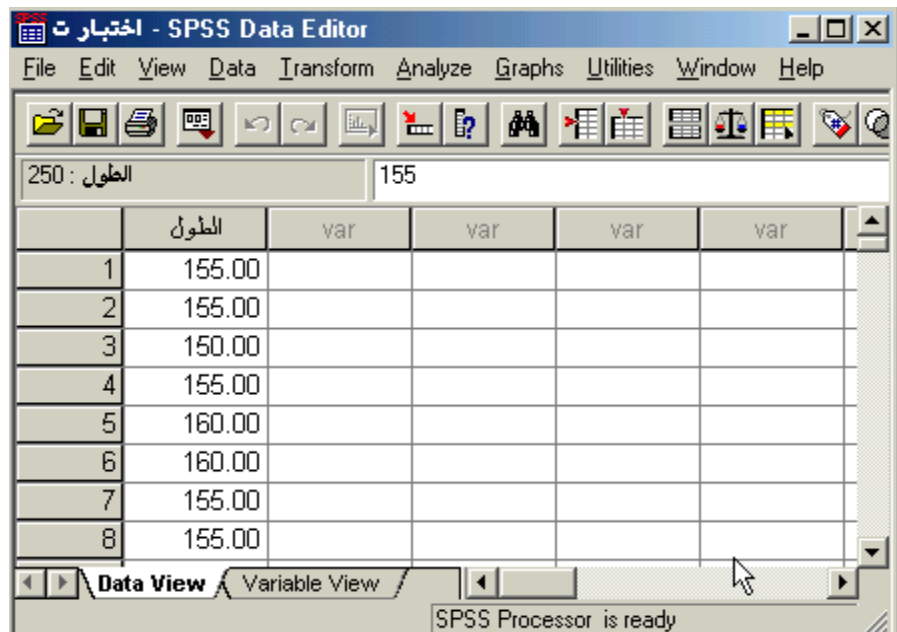 SPSS
اختبار ت - SPSS Data Editor
File Edit View Data Transform Analyze Graphs Utilities Window Help
250 : الطول 155
الطول var var var var
1 155.00
2 155.00
3 150.00
4 155.00
5 160.00
6 160.00
7 155.00
8 155.00
Data View Variable View
SPSS Processor is ready